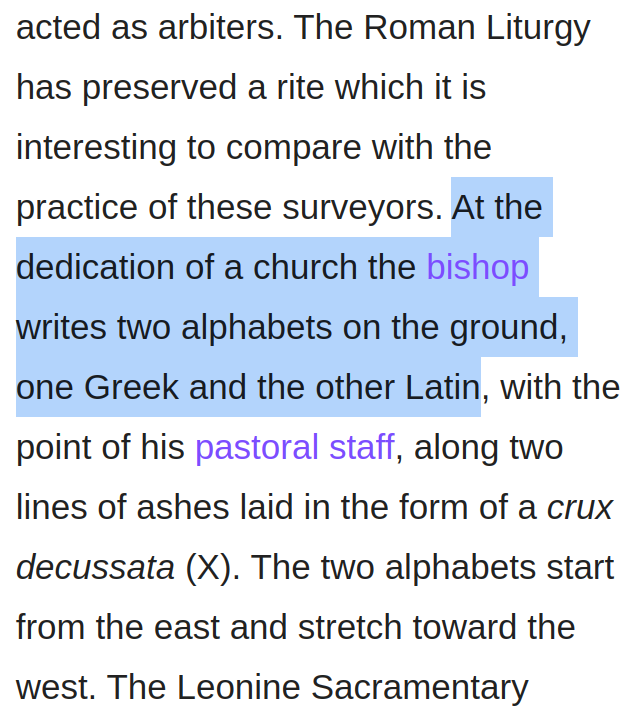 acted as arbiters. The Roman Liturgy
has preserved a rite which it is
interesting to compare with the
practice of these surveyors. At the
dedication of a church the bishop
writes two alphabets on the ground,
one Greek and the other Latin, with the
point of his pastoral staff, along two
lines of ashes laid in the form of a crux
decussata (X). The two alphabets start
from the east and stretch toward the
west. The Leonine Sacramentary